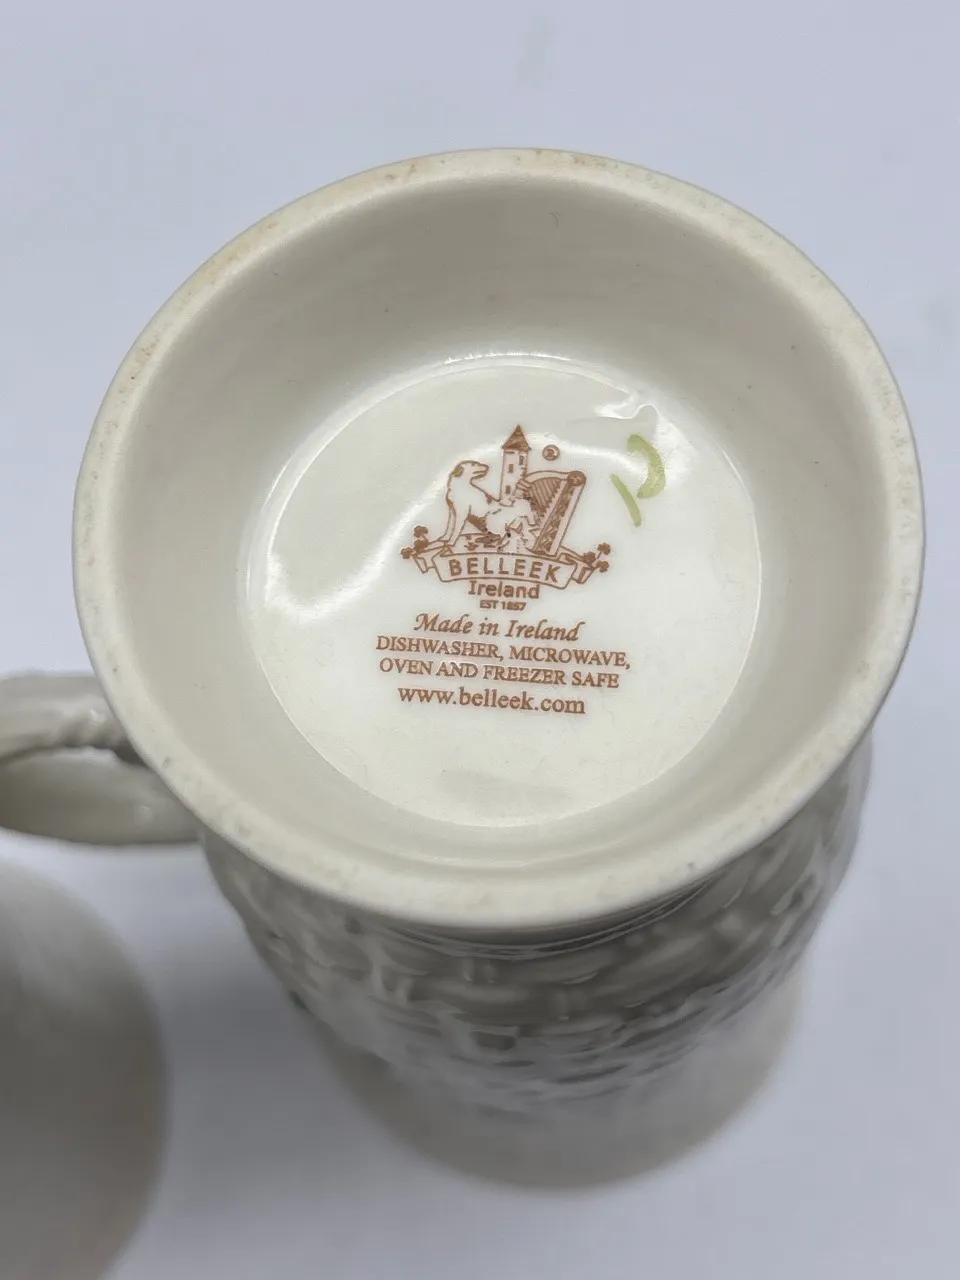 BELLEEK
Ireland
EST 1857
Made in Ireland
DISHWASHER, MICROWAVE,
OVEN AND FREEZER SAFE
www.belleek.com